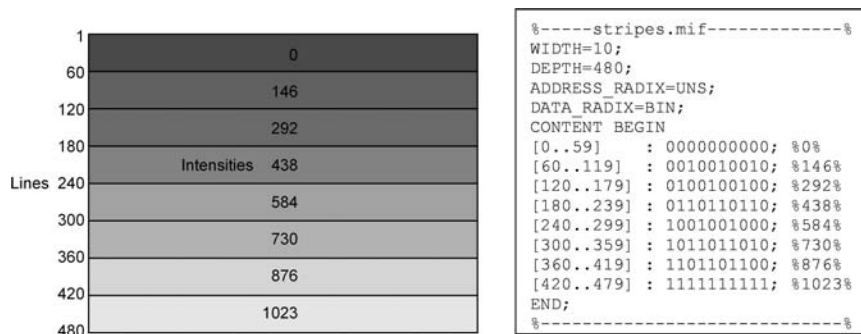 1
0
60
146
120
292
180
Intensities 438
Lines 240
584
300
730
360
876
420
1023
480
%-----stripes.mif-------------%
WIDTH=10;
DEPTH=480;
ADDRESS_RADIX=UNS;
DATA_RADIX=BIN;
CONTENT BEGIN
[0..59] : 0000000000; %0%
[60..119] : 0010010010; %146%
[120..179] : 0100100100; %292%
[180..239] : 0110110110; %438%
[240..299] : 1001001000; %584%
[300..359] : 1011011010; %730%
[360..419] : 1101101100; %876%
[420..479] : 1111111111; %1023%
END;
%-----------------------------%